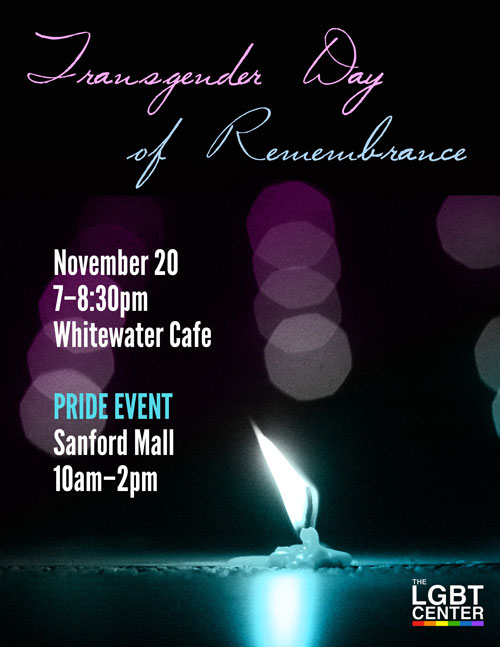 Transgender Day
of Remembrance
November 20
7–8:30pm
Whitewater Cafe
PRIDE EVENT
Sanford Mall
10am–2pm
THE
LGBT
CENTER